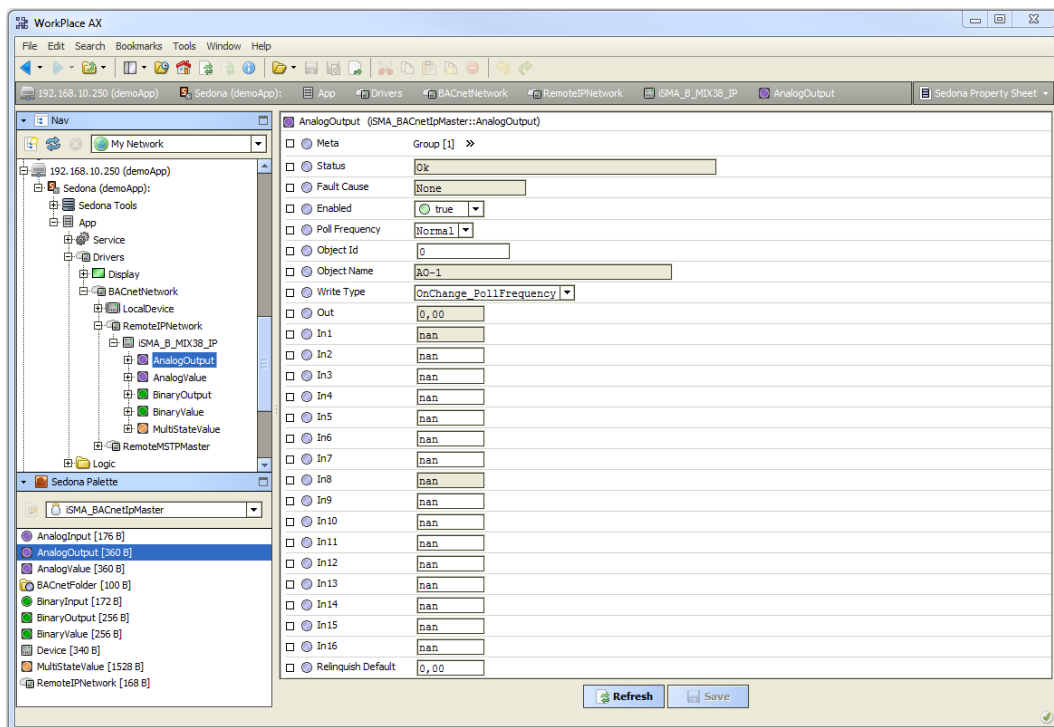 WorkPlace AX
File Edit Search Bookmarks Tools Window Help
192.168.10.250 (demoApp) Sedona (demoApp): App Drivers BACnetNetwork RemoteIPNetwork iSMA_B_MIX38_IP AnalogOutput Sedona Property Sheet
Nav
My Network
192.168.10.250 (demoApp)
Sedona (demoApp):
Sedona Tools
App
Service
Drivers
Display
BACnetNetwork
LocalDevice
RemoteIPNetwork
iSMA_B_MIX38_IP
AnalogOutput
AnalogValue
BinaryOutput
BinaryValue
MultiStateValue
RemoteMSTPMaster
Logic
Sedona Palette
iSMA_BACnetIpMaster
AnalogInput [176 B]
AnalogOutput [360 B]
AnalogValue [360 B]
BACnetFolder [100 B]
BinaryInput [172 B]
BinaryOutput [256 B]
BinaryValue [256 B]
Device [340 B]
MultiStateValue [1528 B]
RemoteIPNetwork [168 B]
AnalogOutput (iSMA_BACnetIpMaster::AnalogOutput)
Meta Group [1] »
Status Ok
Fault Cause None
Enabled true
Poll Frequency Normal
Object Id 0
Object Name AO-1
Write Type OnChange_PollFrequency
Out 0,00
In1 nan
In2 nan
In3 nan
In4 nan
In5 nan
In6 nan
In7 nan
In8 nan
In9 nan
In10 nan
In11 nan
In12 nan
In13 nan
In14 nan
In15 nan
In16 nan
Relinquish Default 0,00
Refresh Save